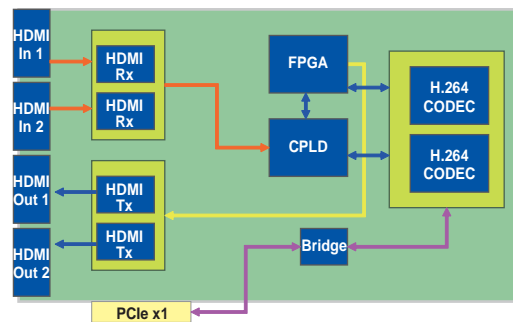 HDMI
In 1
HDMI
In 2
HDMI
Out 1
HDMI
Out 2
HDMI
Rx
HDMI
Rx
HDMI
Tx
HDMI
Tx
FPGA
CPLD
H.264
CODEC
H.264
CODEC
Bridge
PCIe x1